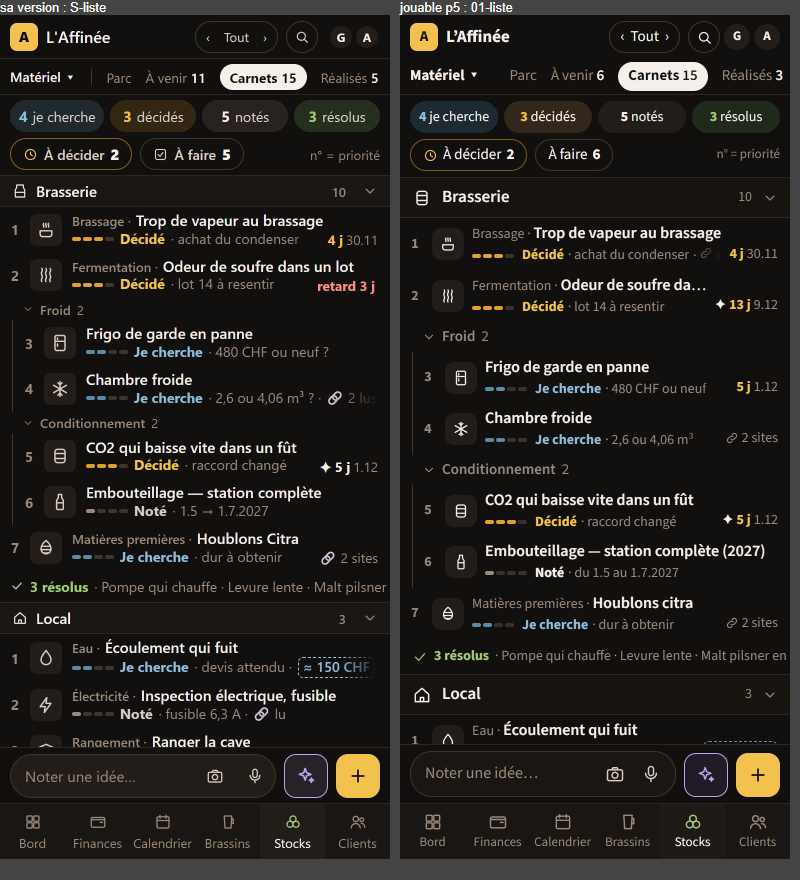 sa version : S-liste
A L'Affinée ‹ Tout › G A
Matériel ▾ Parc À venir 11 Carnets 15 Réalisés 5
4 je cherche 3 décidés 5 notés 3 résolus
À décider 2 À faire 5 n° = priorité
Brasserie 10
1 Brassage · Trop de vapeur au brassage
Décidé · achat du condenser 4 j 30.11
2 Fermentation · Odeur de soufre dans un lot
Décidé · lot 14 à ressentir retard 3 j
Froid 2
3 Frigo de garde en panne
Je cherche · 480 CHF ou neuf ?
4 Chambre froide
Je cherche · 2,6 ou 4,06 m³ ? · 2 lus
Conditionnement 2
5 CO2 qui baisse vite dans un fût
Décidé · raccord changé ✦ 5 j 1.12
6 Embouteillage — station complète
Noté · 1.5 → 1.7.2027
7 Matières premières · Houblons Citra
Je cherche · dur à obtenir 2 sites
✓ 3 résolus · Pompe qui chauffe · Levure lente · Malt pilsner
Local 3
1 Eau · Écoulement qui fuit
Je cherche · devis attendu · ≈ 150 CHF
2 Électricité · Inspection électrique, fusible
Noté · fusible 6,3 A · lu
Rangement · Ranger la cave
Noter une idée...
+
Bord Finances Calendrier Brassins Stocks Clients
jouable p5 : 01-liste
A L'Affinée ‹ Tout › G A
Matériel ▾ Parc À venir 6 Carnets 15 Réalisés 3
4 je cherche 3 décidés 5 notés 3 résolus
À décider 2 À faire 6 n° = priorité
Brasserie 10
1 Brassage · Trop de vapeur au brassage
Décidé · achat du condenser · 4 j 30.11
2 Fermentation · Odeur de soufre da…
Décidé · lot 14 à ressentir ✦ 13 j 9.12
Froid 2
3 Frigo de garde en panne
Je cherche · 480 CHF ou neuf 5 j 1.12
4 Chambre froide
Je cherche · 2,6 ou 4,06 m³ 2 sites
Conditionnement 2
5 CO2 qui baisse vite dans un fût
Décidé · raccord changé ✦ 5 j 1.12
6 Embouteillage — station complète (2027)
Noté · du 1.5 au 1.7.2027
7 Matières premières · Houblons citra
Je cherche · dur à obtenir 2 sites
✓ 3 résolus · Pompe qui chauffe · Levure lente · Malt pilsner en
Local 3
1 Eau · Écoulement qui fuit
Noter une idée…
+
Bord Finances Calendrier Brassins Stocks Clients